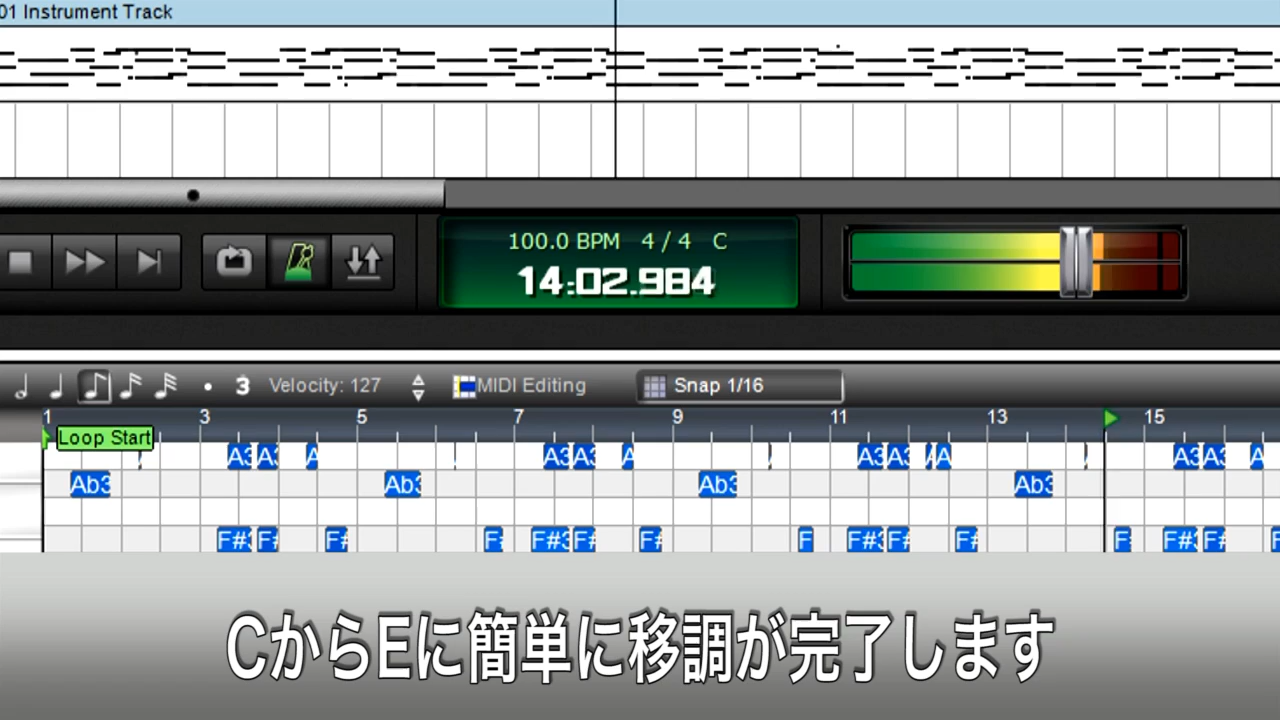 01 Instrument Track
100.0 BPM 4 / 4 C
14:02.984
3 Velocity: 127 MIDI Editing Snap 1/16
1 3 5 7 9 11 13 15
Loop Start
A3 A3 A A3 A3 A A3 A3 A A3 A3 A
Ab3 Ab3 Ab3 Ab3
F#3 F# F# F F#3 F# F# F F#3 F# F# F F#3 F# F
CからEに簡単に移調が完了します